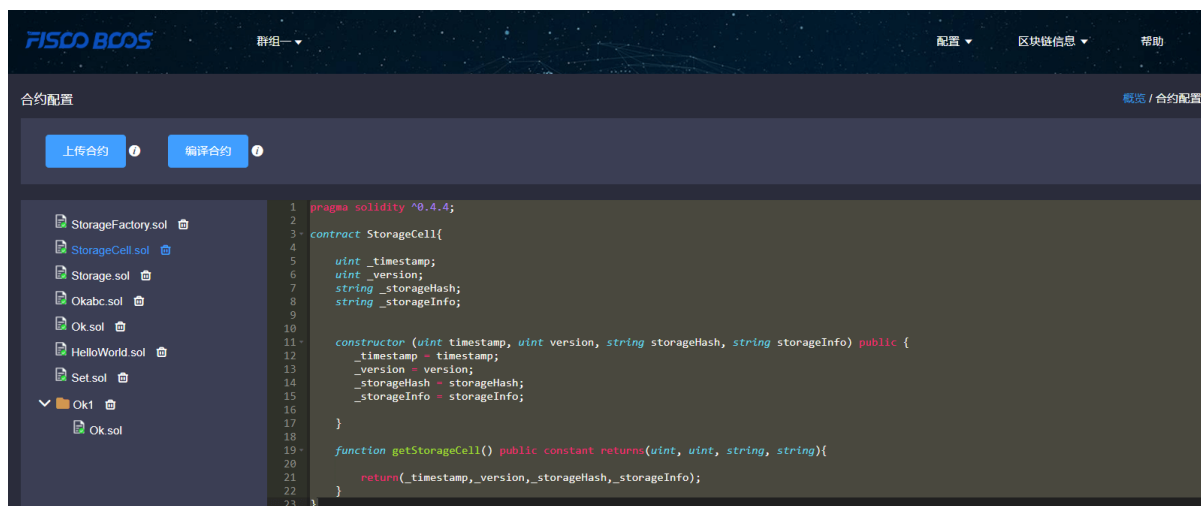 FISCO BCOS 群组一 配置 区块链信息 帮助
合约配置 概览 / 合约配置
上传合约 编译合约
StorageFactory.sol
StorageCell.sol
Storage.sol
Okabc.sol
Ok.sol
HelloWorld.sol
Set.sol
Ok1
Ok.sol
1 pragma solidity ^0.4.4;
2
3 contract StorageCell{
4
5 uint _timestamp;
6 uint _version;
7 string _storageHash;
8 string _storageInfo;
9
10
11 constructor (uint timestamp, uint version, string storageHash, string storageInfo) public {
12 _timestamp = timestamp;
13 _version = version;
14 _storageHash = storageHash;
15 _storageInfo = storageInfo;
16
17 }
18
19 function getStorageCell() public constant returns(uint, uint, string, string){
20
21 return(_timestamp,_version,_storageHash,_storageInfo);
22 }
23 }